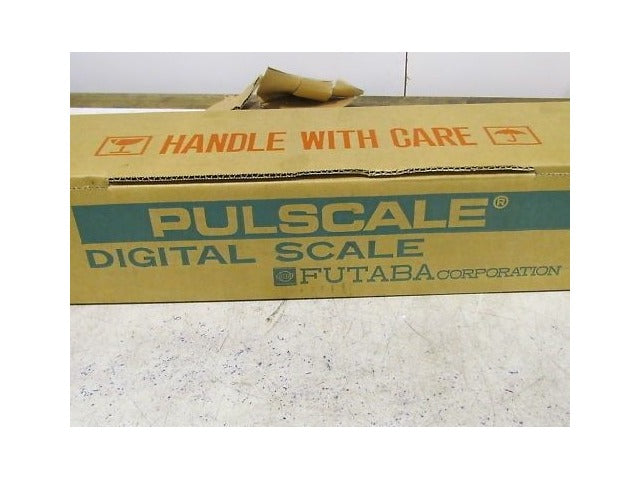 HANDLE WITH CARE
PULSCALE®
DIGITAL SCALE
FUTABA CORPORATION